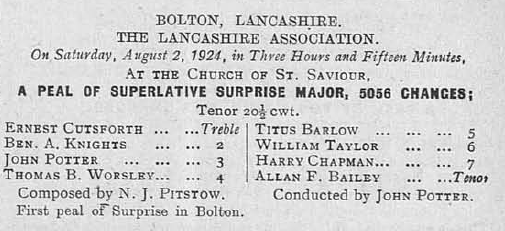 BOLTON, LANCASHIRE.
THE LANCASHIRE ASSOCIATION.
On Saturday, August 2, 1924, in Three Hours and Fifteen Minutes,
AT THE CHURCH OF ST. SAVIOUR,
A PEAL OF SUPERLATIVE SURPRISE MAJOR, 5056 CHANGES;
Tenor 20½ cwt.
ERNEST CUTSFORTH ... ... Treble
BEN. A. KNIGHTS ... ... 2
JOHN POTTER ... ... ... 3
THOMAS B. WORSLEY... ... 4
TITUS BARLOW ... ... ... 5
WILLIAM TAYLOR ... ... 6
HARRY CHAPMAN... ... ... 7
ALLAN F. BAILEY ... ...Tenor
Composed by N. J. PITSTOW. Conducted by JOHN POTTER.
First peal of Surprise in Bolton.